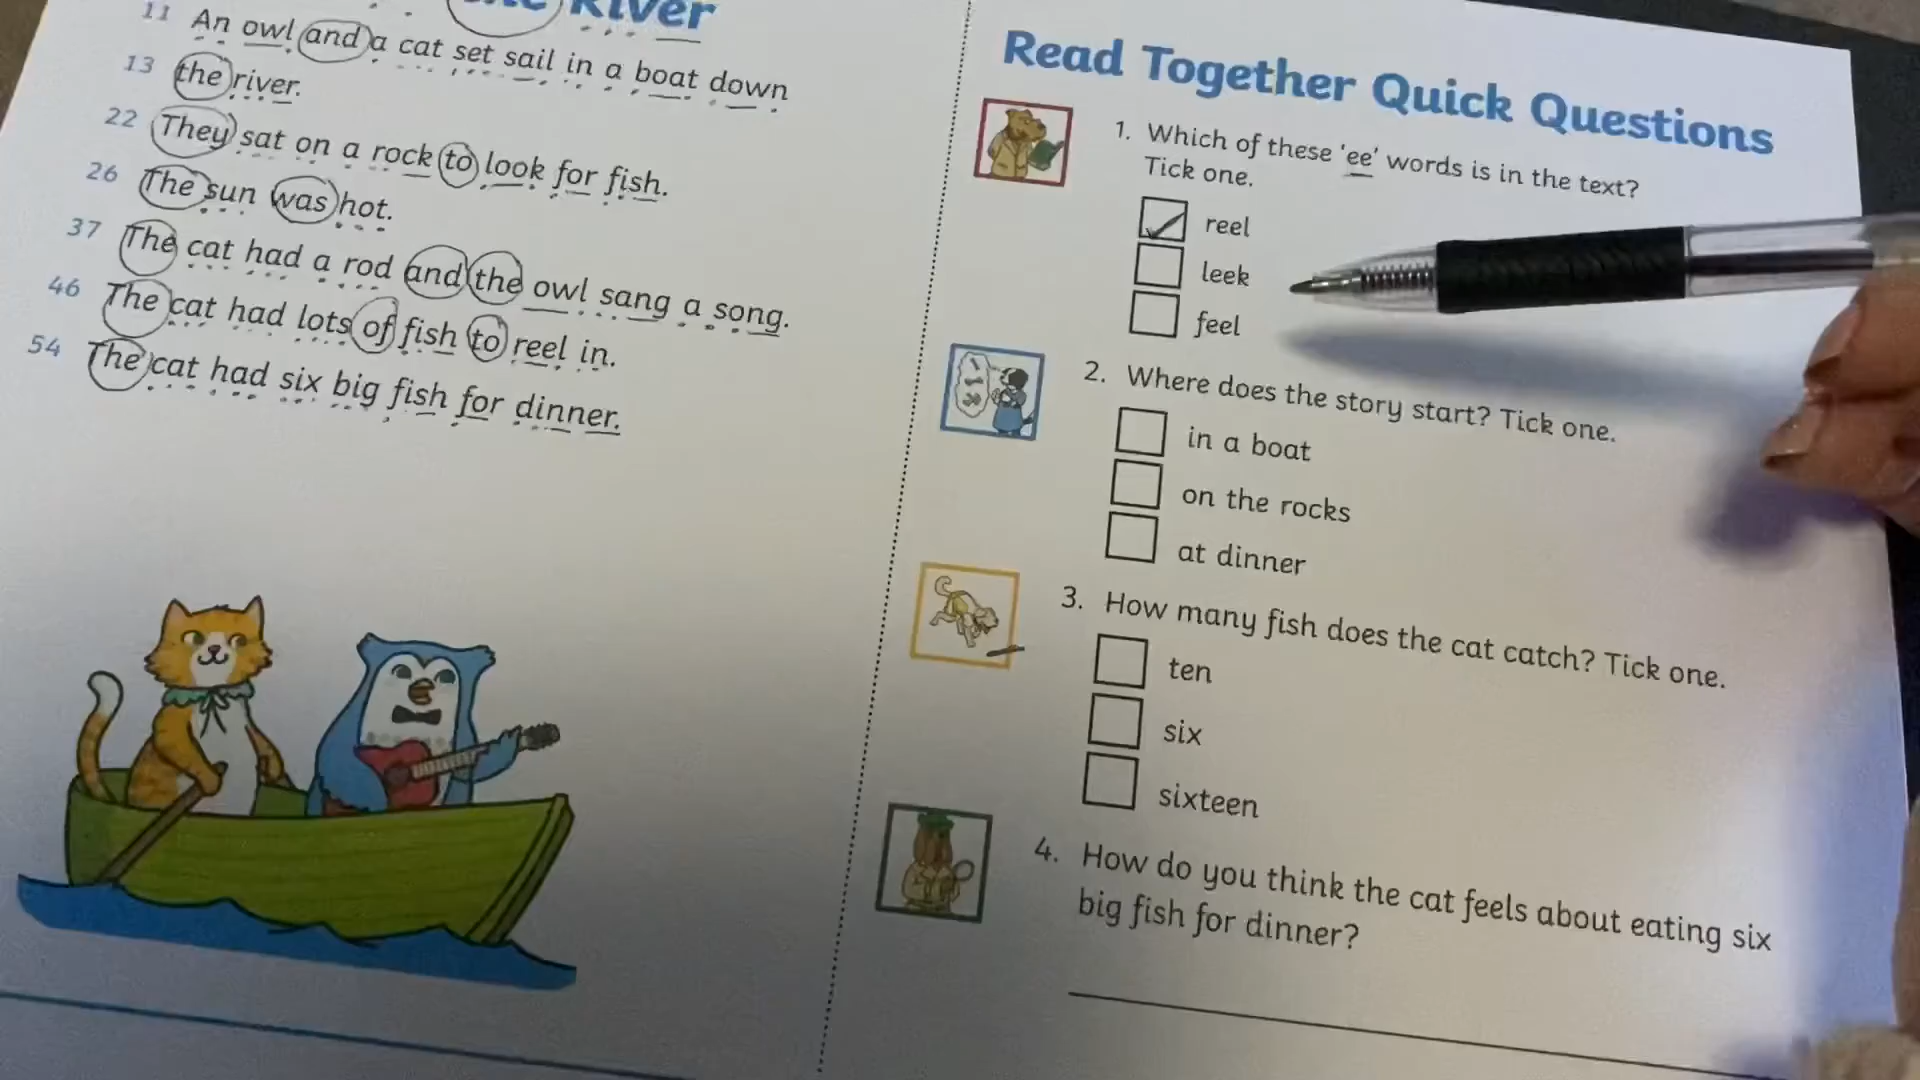 River
11 An owl and a cat set sail in a boat down
13 the river.
22 They sat on a rock to look for fish.
26 The sun was hot.
37 The cat had a rod and the owl sang a song.
46 The cat had lots of fish to reel in.
54 The cat had six big fish for dinner.
Read Together Quick Questions
1. Which of these 'ee' words is in the text?
Tick one.
reel
leek
feel
2. Where does the story start? Tick one.
in a boat
on the rocks
at dinner
3. How many fish does the cat catch? Tick one.
ten
six
sixteen
4. How do you think the cat feels about eating six
big fish for dinner?